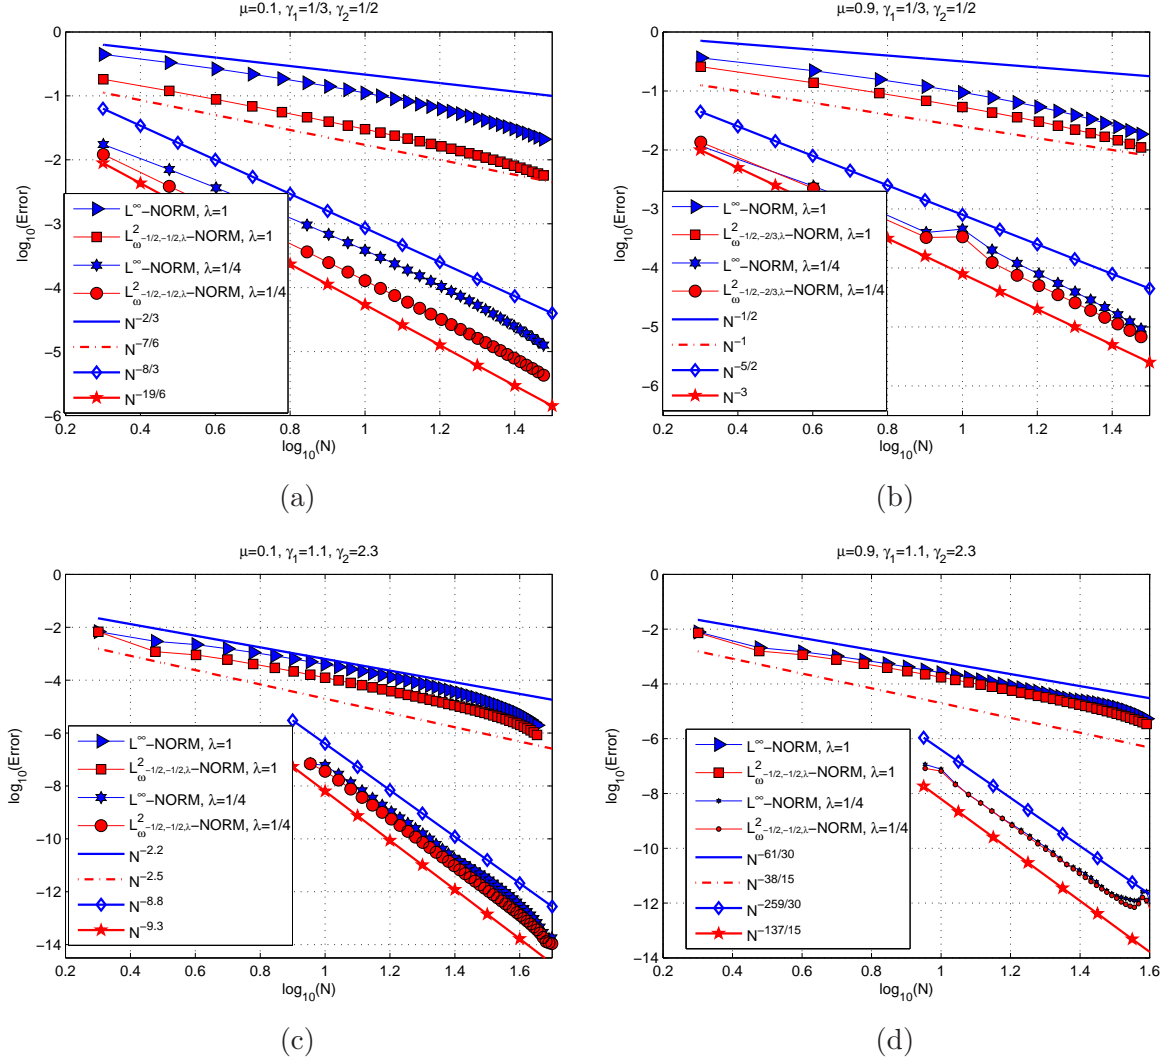 μ=0.1, γ1=1/3, γ2=1/2
0
−1
−2
−3
−4
−5
−6
log10(Error)
L∞−NORM, λ=1
L2ω−1/2,−1/2,λ−NORM, λ=1
L∞−NORM, λ=1/4
L2ω−1/2,−1/2,λ−NORM, λ=1/4
N−2/3
N−7/6
N−8/3
N−19/6
0.2 0.4 0.6 0.8 1 1.2 1.4
log10(N)
(a)
μ=0.9, γ1=1/3, γ2=1/2
0
−1
−2
−3
−4
−5
−6
log10(Error)
L∞−NORM, λ=1
L2ω−1/2,−2/3,λ−NORM, λ=1
L∞−NORM, λ=1/4
L2ω−1/2,−2/3,λ−NORM, λ=1/4
N−1/2
N−1
N−5/2
N−3
0.2 0.4 0.6 0.8 1 1.2 1.4
log10(N)
(b)
μ=0.1, γ1=1.1, γ2=2.3
0
−2
−4
−6
−8
−10
−12
−14
log10(Error)
L∞−NORM, λ=1
L2ω−1/2,−1/2,λ−NORM, λ=1
L∞−NORM, λ=1/4
L2ω−1/2,−1/2,λ−NORM, λ=1/4
N−2.2
N−2.5
N−8.8
N−9.3
0.2 0.4 0.6 0.8 1 1.2 1.4 1.6
log10(N)
(c)
μ=0.9, γ1=1.1, γ2=2.3
0
−2
−4
−6
−8
−10
−12
−14
log10(Error)
L∞−NORM, λ=1
L2ω−1/2,−1/2,λ−NORM, λ=1
L∞−NORM, λ=1/4
L2ω−1/2,−1/2,λ−NORM, λ=1/4
N−61/30
N−38/15
N−259/30
N−137/15
0.2 0.4 0.6 0.8 1 1.2 1.4 1.6
log10(N)
(d)